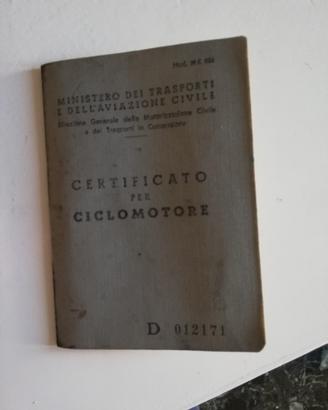 Mod. M C
MINISTERO DEI TRASPORTI
E DELL'AVIAZIONE CIVILE
Direzione Generale della Motorizzazione Civile
e dei Trasporti in Concessione
CERTIFICATO
PER
CICLOMOTORE
D 012171